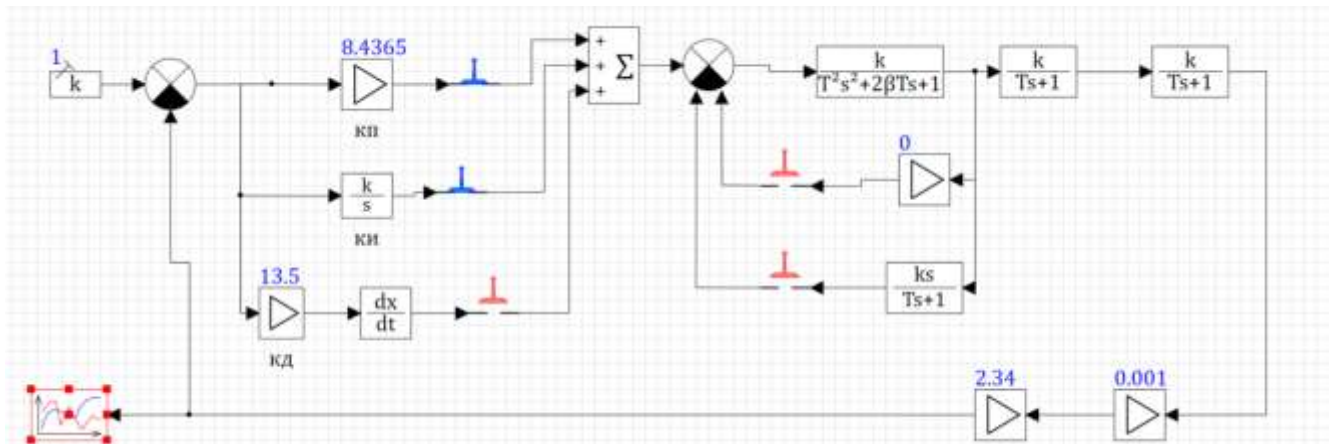 1
k
8.4365
кп
k
s
ки
13.5
dx
dt
кд
+
+
+
Σ
k
T²s²+2βTs+1
k
Ts+1
k
Ts+1
0
ks
Ts+1
2.34
0.001